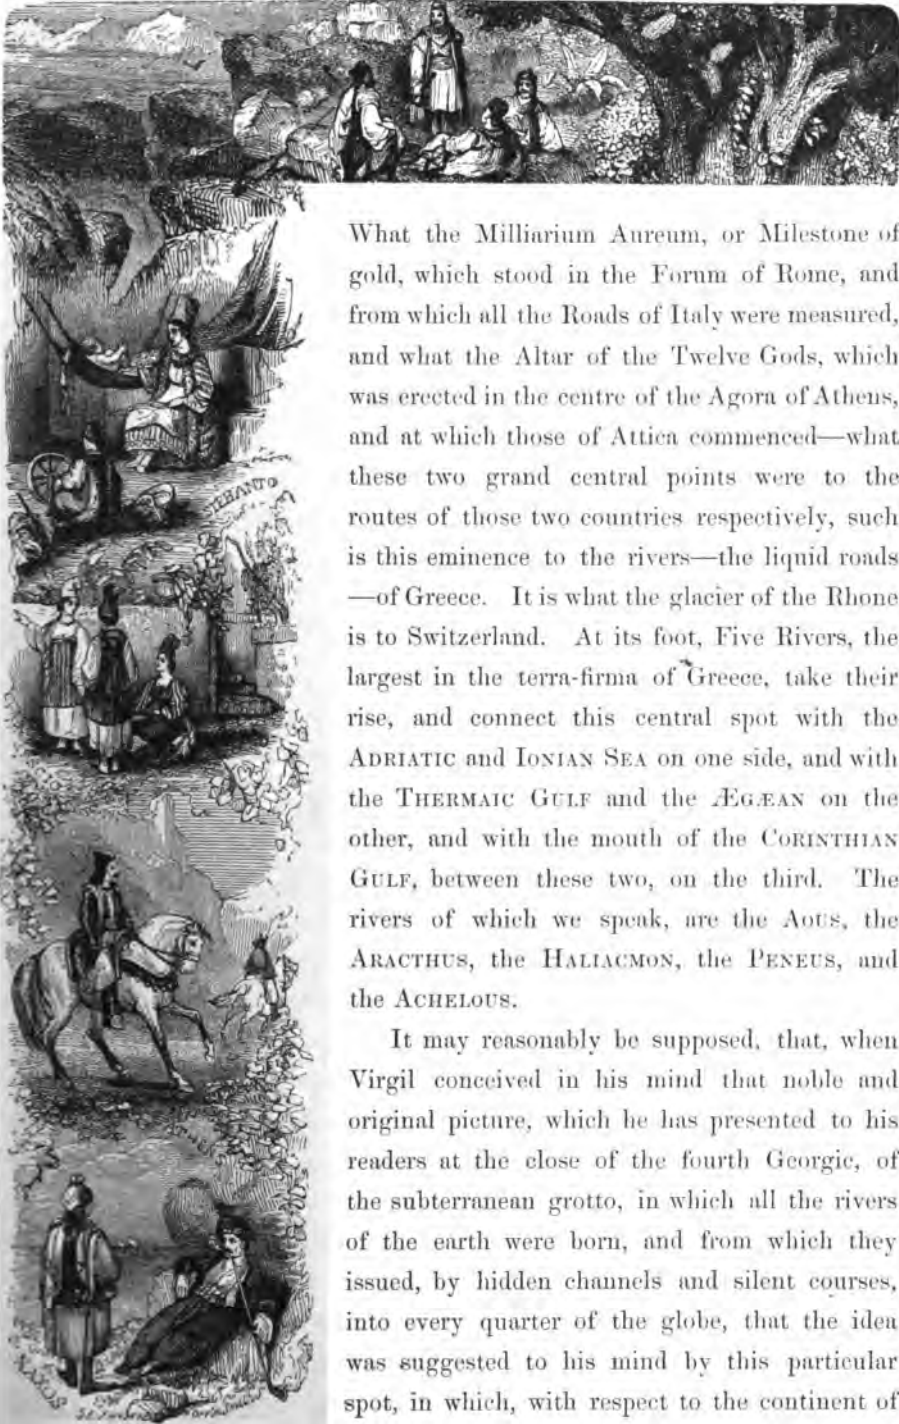 What the Milliarium Aureum, or Milestone of
gold, which stood in the Forum of Rome, and
from which all the Roads of Italy were measured,
and what the Altar of the Twelve Gods, which
was erected in the centre of the Agora of Athens,
and at which those of Attica commenced—what
these two grand central points were to the
routes of those two countries respectively, such
is this eminence to the rivers—the liquid roads
—of Greece. It is what the glacier of the Rhone
is to Switzerland. At its foot, Five Rivers, the
largest in the terra-firma of Greece, take their
rise, and connect this central spot with the
ADRIATIC and IONIAN SEA on one side, and with
the THERMAIC GULF and the ÆGÆAN on the
other, and with the mouth of the CORINTHIAN
GULF, between these two, on the third. The
rivers of which we speak, are the AOUS, the
ARACTHUS, the HALIACMON, the PENEUS, and
the ACHELOUS.
It may reasonably be supposed, that, when
Virgil conceived in his mind that noble and
original picture, which he has presented to his
readers at the close of the fourth Georgic, of
the subterranean grotto, in which all the rivers
of the earth were born, and from which they
issued, by hidden channels and silent courses,
into every quarter of the globe, that the idea
was suggested to his mind by this particular
spot, in which, with respect to the continent of